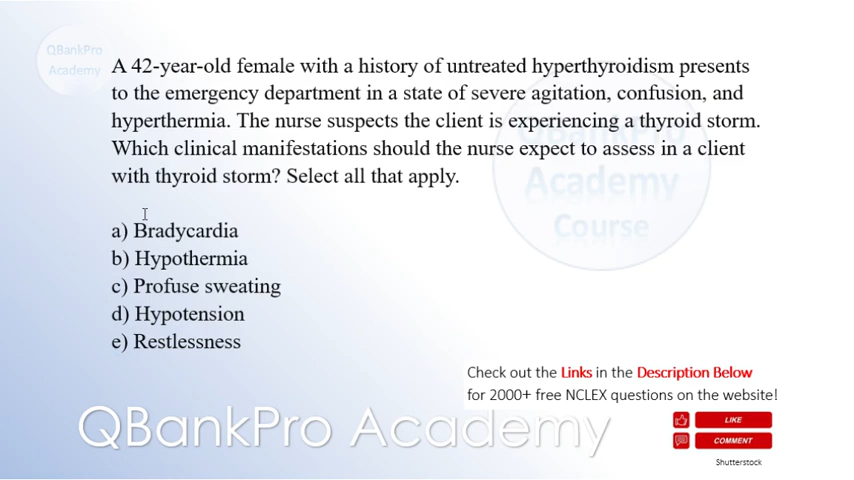 QBankPro
Academy
A 42-year-old female with a history of untreated hyperthyroidism presents
to the emergency department in a state of severe agitation, confusion, and
hyperthermia. The nurse suspects the client is experiencing a thyroid storm.
Which clinical manifestations should the nurse expect to assess in a client
with thyroid storm? Select all that apply.
QBankPro
Academy
Course
a) Bradycardia
b) Hypothermia
c) Profuse sweating
d) Hypotension
e) Restlessness
Check out the Links in the Description Below
for 2000+ free NCLEX questions on the website!
QBankPro Academy
LIKE
COMMENT
Shutterstock